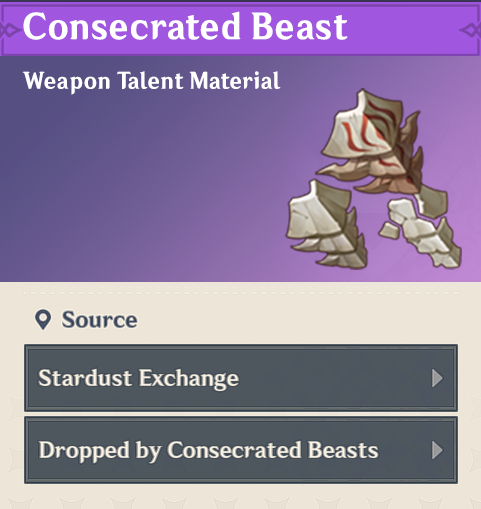 Consecrated Beast
Weapon Talent Material
Source
Stardust Exchange
Dropped by Consecrated Beasts